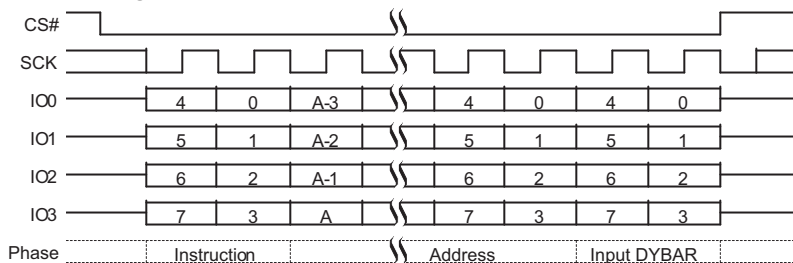 CS#
SCK
IO0 4 0 A-3 4 0 4 0
IO1 5 1 A-2 5 1 5 1
IO2 6 2 A-1 6 2 6 2
IO3 7 3 A 7 3 7 3
Phase Instruction Address Input DYBAR